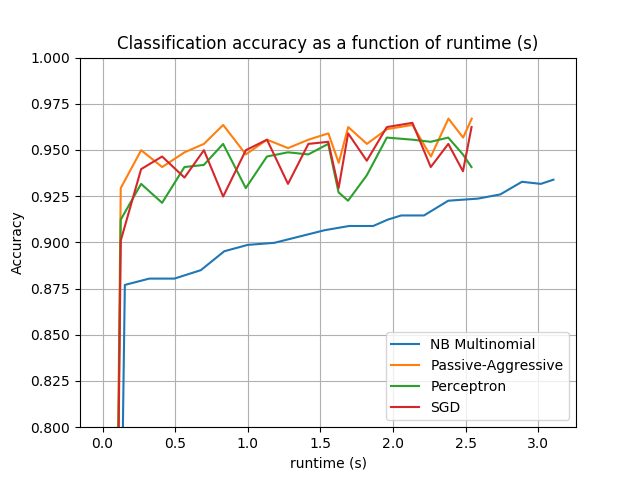 Classification accuracy as a function of runtime (s)
1.000
0.975
0.950
0.925
0.900
0.875
0.850
0.825
0.800
Accuracy
NB Multinomial
Passive-Aggressive
Perceptron
SGD
0.0 0.5 1.0 1.5 2.0 2.5 3.0
runtime (s)